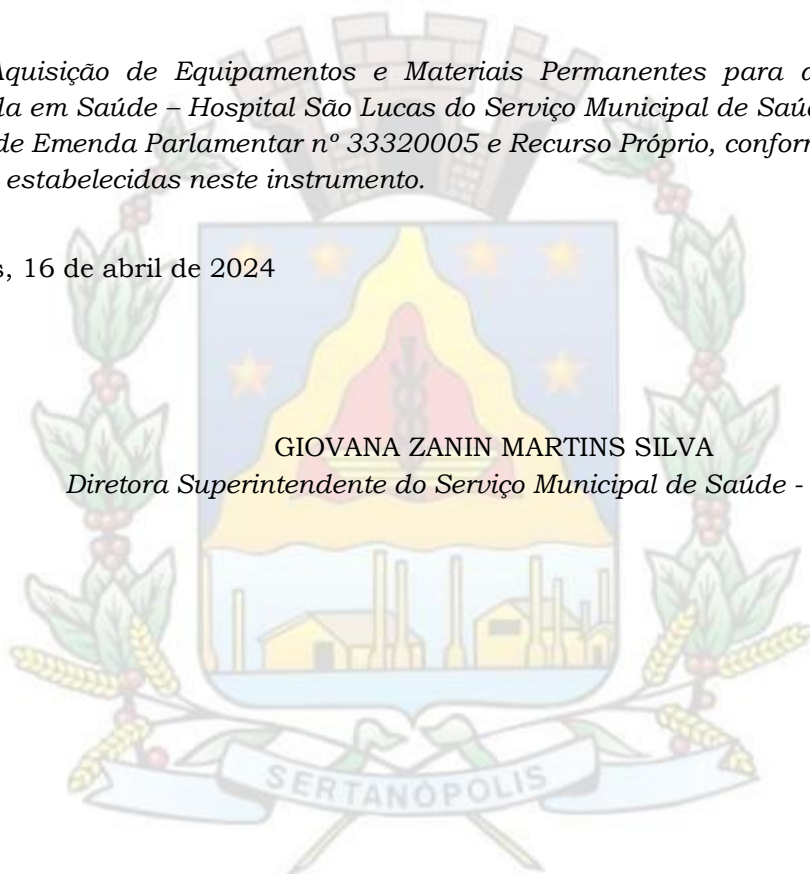 Aquisição de Equipamentos e Materiais Permanentes para a
da em Saúde – Hospital São Lucas do Serviço Municipal de Saúd
de Emenda Parlamentar nº 33320005 e Recurso Próprio, conforn
estabelecidas neste instrumento.
s, 16 de abril de 2024
GIOVANA ZANIN MARTINS SILVA
Diretora Superintendente do Serviço Municipal de Saúde -
SERTANÓPOLIS